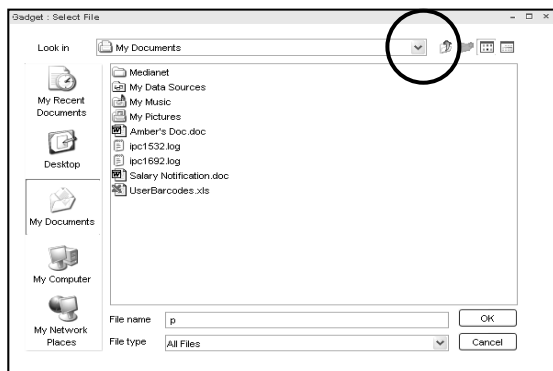 Gadget : Select File
Look in
My Documents
My Recent
Documents
Desktop
My Documents
My Computer
My Network
Places
Medianet
My Data Sources
My Music
My Pictures
Amber's Doc.doc
ipc1532.log
ipc1692.log
Salary Notification.doc
UserBarcodes.xls
File name
p
OK
File type
All Files
Cancel